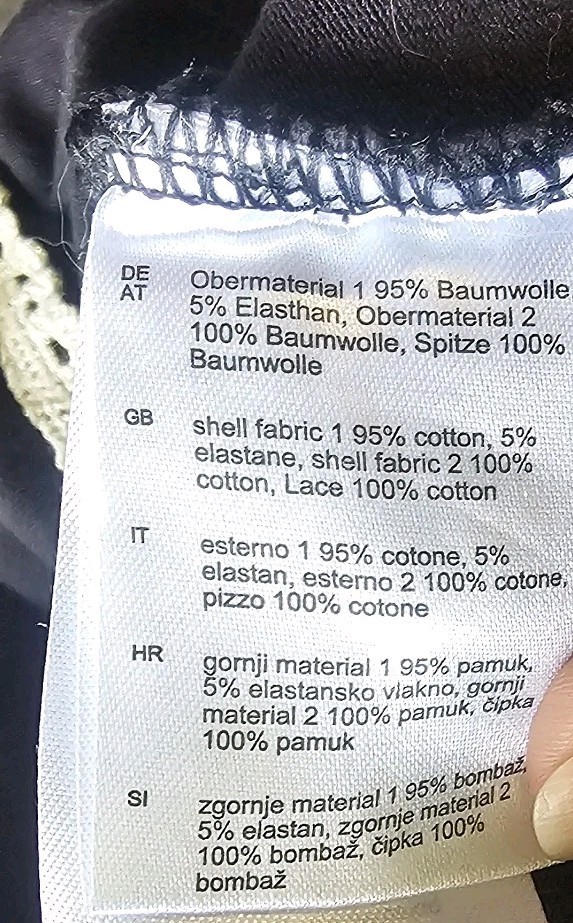 DE
AT
Obermaterial 1 95% Baumwolle
5% Elasthan, Obermaterial 2
100% Baumwolle, Spitze 100%
Baumwolle
GB
shell fabric 1 95% cotton, 5%
elastane, shell fabric 2 100%
cotton, Lace 100% cotton
IT
esterno 1 95% cotone, 5%
elastan, esterno 2 100% cotone,
pizzo 100% cotone
HR
gornji material 1 95% pamuk,
5% elastansko vlakno, gornji
material 2 100% pamuk, čipka
100% pamuk
SI
zgornje material 1 95% bombaž,
5% elastan, zgornje material 2
100% bombaž, čipka 100%
bombaž